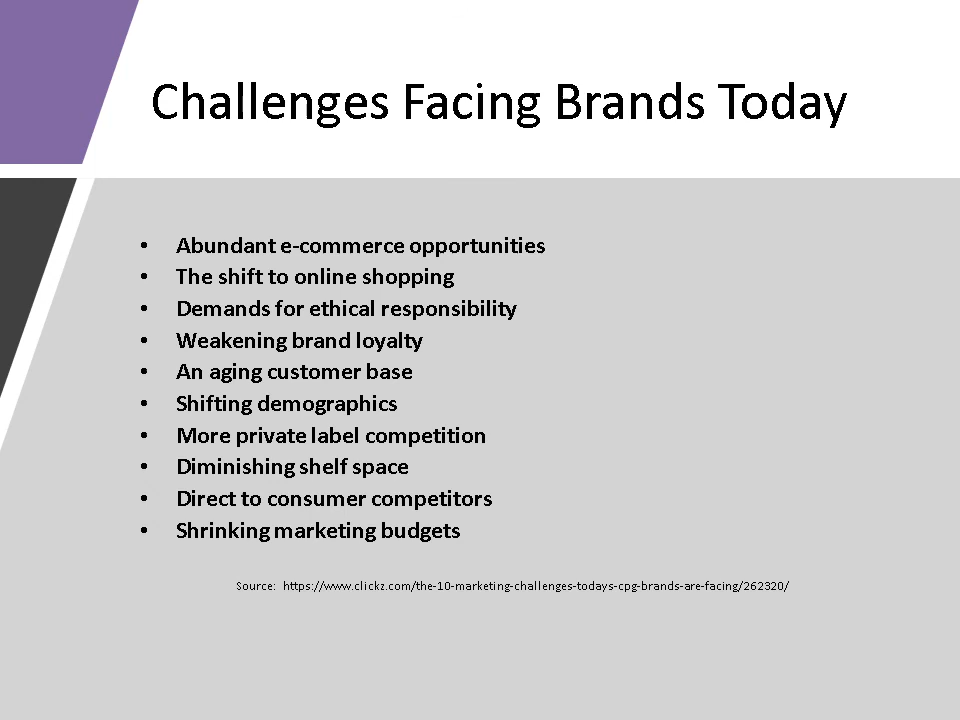 Challenges Facing Brands Today
• Abundant e-commerce opportunities
• The shift to online shopping
• Demands for ethical responsibility
• Weakening brand loyalty
• An aging customer base
• Shifting demographics
• More private label competition
• Diminishing shelf space
• Direct to consumer competitors
• Shrinking marketing budgets
Source: https://www.clickz.com/the-10-marketing-challenges-todays-cpg-brands-are-facing/262320/